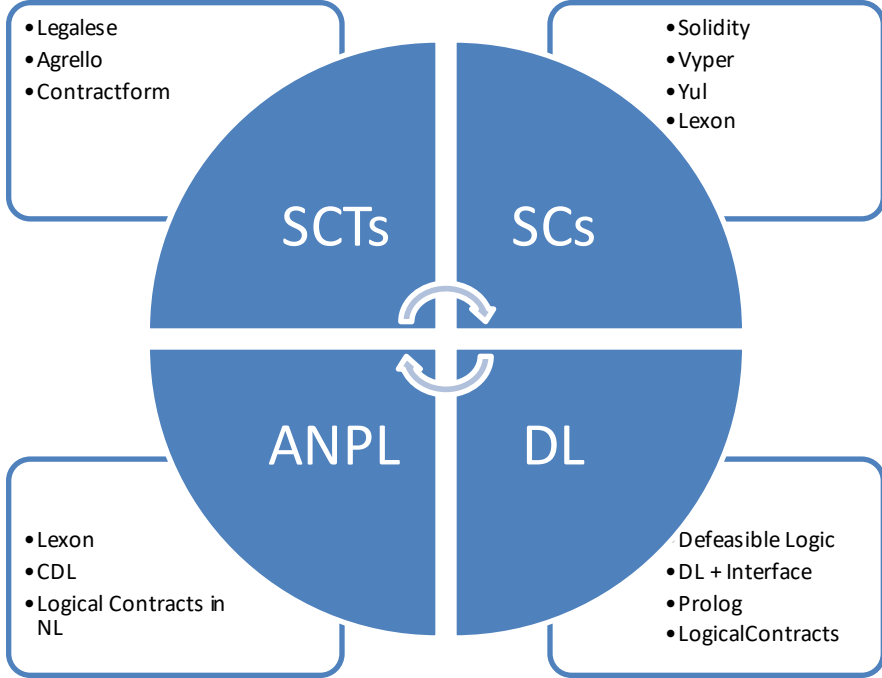 •Legalese
•Agrello
•Contractform
•Solidity
•Vyper
•Yul
•Lexon
SCTs
SCs
ANPL
DL
•Lexon
•CDL
•Logical Contracts in
NL
Defeasible Logic
•DL + Interface
•Prolog
•LogicalContracts